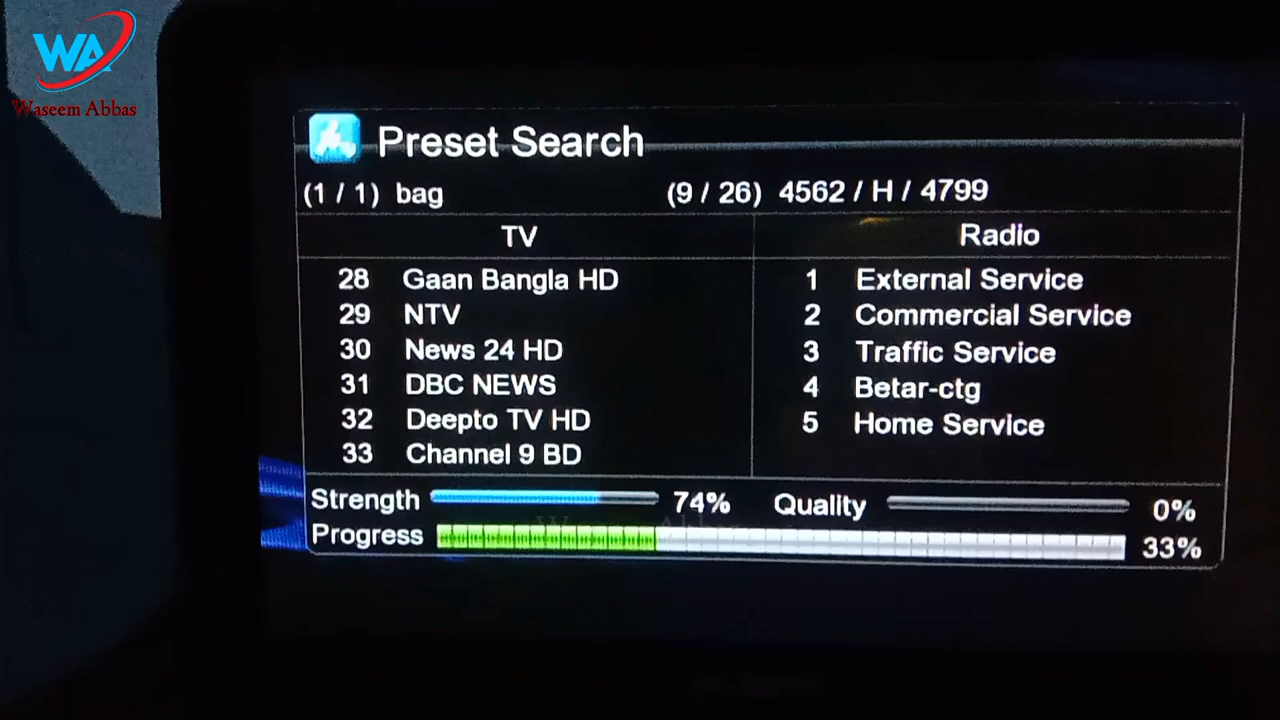 WA
Waseem Abbas
Preset Search
(1 / 1) bag (9 / 26) 4562 / H / 4799
TV Radio
28 Gaan Bangla HD
29 NTV
30 News 24 HD
31 DBC NEWS
32 Deepto TV HD
33 Channel 9 BD
1 External Service
2 Commercial Service
3 Traffic Service
4 Betar-ctg
5 Home Service
Strength 74% Quality 0%
Progress 33%